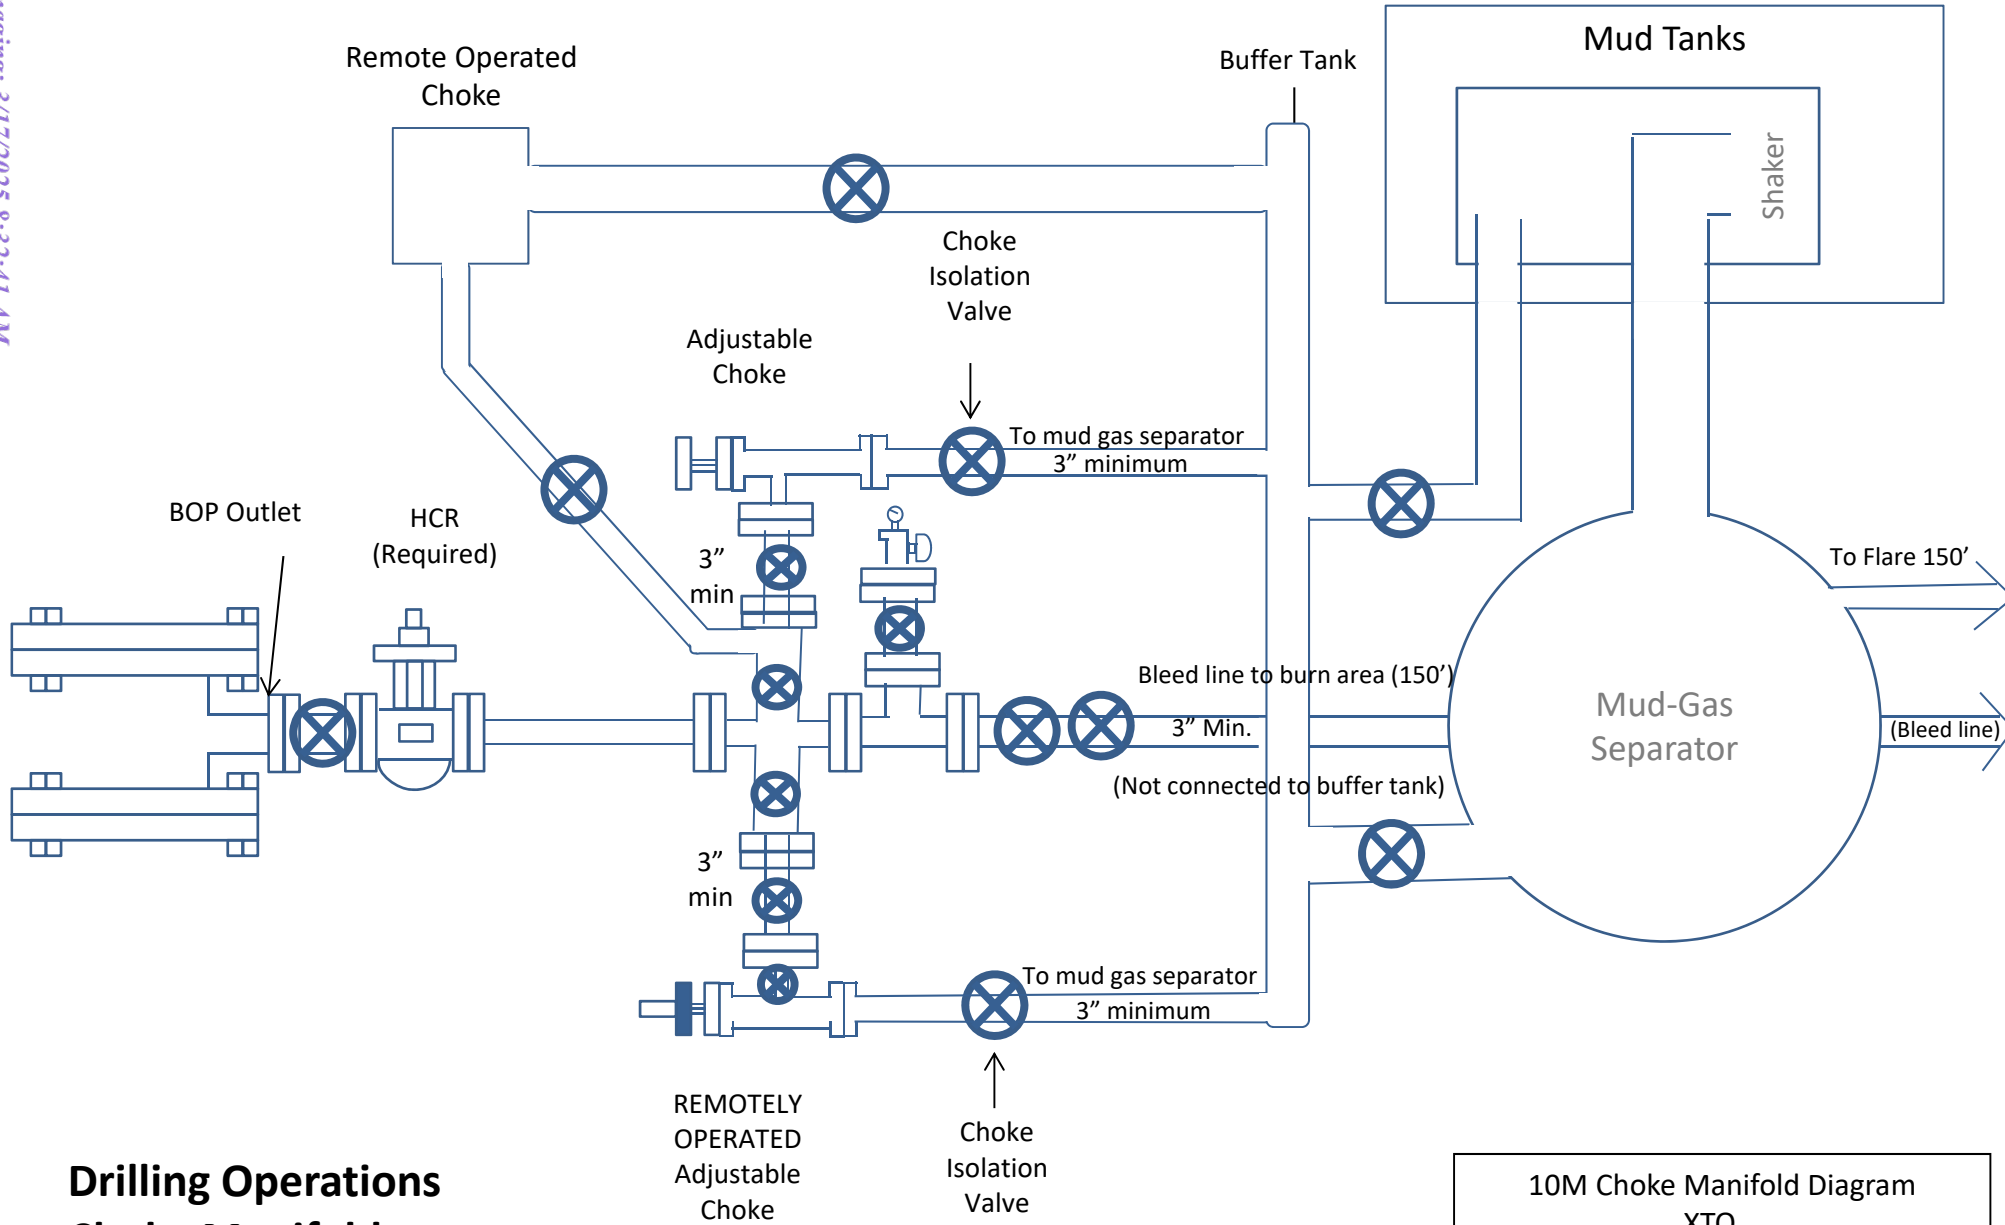 Mud Tanks
Remote Operated
Choke
Buffer Tank
Shaker
Choke
Isolation
Valve
Adjustable
Choke
To mud gas separator
3” minimum
BOP Outlet
HCR
(Required)
3”
min
To Flare 150’
Bleed line to burn area (150’)
3” Min.
(Not connected to buffer tank)
Mud-Gas
Separator
(Bleed line)
3”
min
To mud gas separator
3” minimum
REMOTELY
OPERATED
Adjustable
Choke
Choke
Isolation
Valve
Drilling Operations
10M Choke Manifold Diagram
XTO